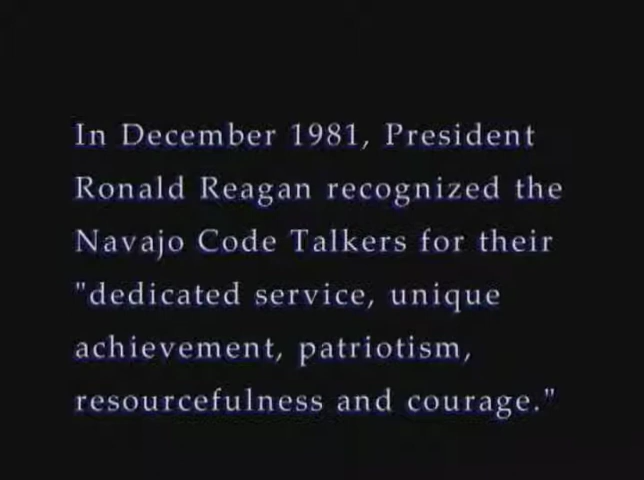 In December 1981, President
Ronald Reagan recognized the
Navajo Code Talkers for their
"dedicated service, unique
achievement, patriotism,
resourcefulness and courage."